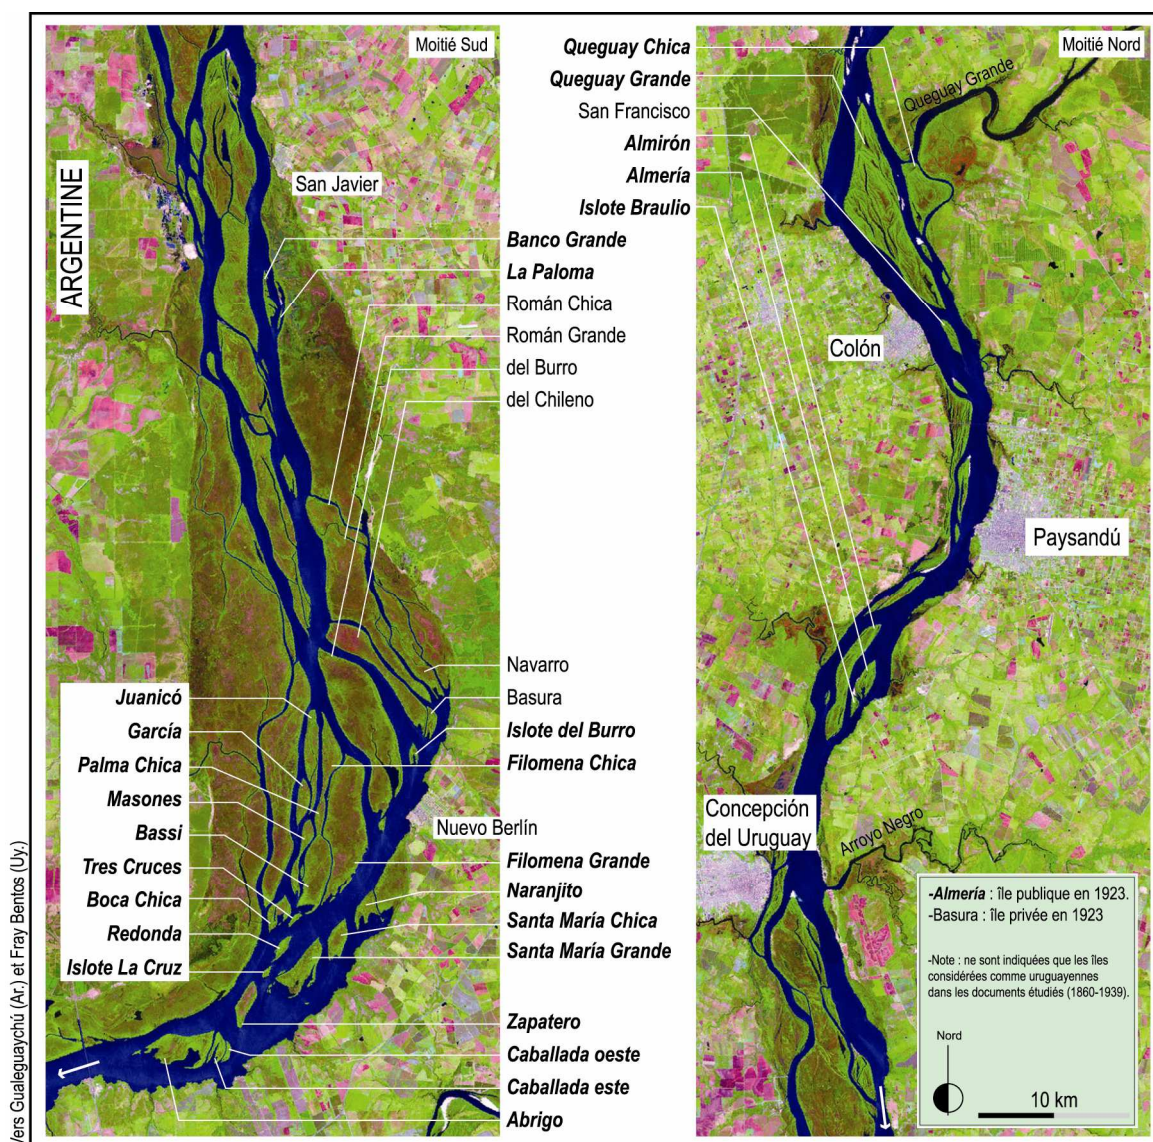 Moitié Sud
ARGENTINE
San Javier
Banco Grande
La Paloma
Román Chica
Román Grande
del Burro
del Chileno
Navarro
Basura
Islote del Burro
Filomena Chica
Juanicó
García
Palma Chica
Masones
Bassi
Tres Cruces
Boca Chica
Redonda
Islote La Cruz
Nuevo Berlín
Filomena Grande
Naranjito
Santa María Chica
Santa María Grande
Zapatero
Caballada oeste
Caballada este
Abrigo
Vers Gualeguaychú (Ar.) et Fray Bentos (Uy.)
Moitié Nord
Queguay Chica
Queguay Grande
San Francisco
Almirón
Almería
Islote Braulio
Queguay Grande
Colón
Paysandú
Concepción
del Uruguay
Arroyo Negro
-Almería : île publique en 1923.
-Basura : île privée en 1923
-Note : ne sont indiquées que les îles
considérées comme uruguayennes
dans les documents étudiés (1860-1939).
Nord
10 km